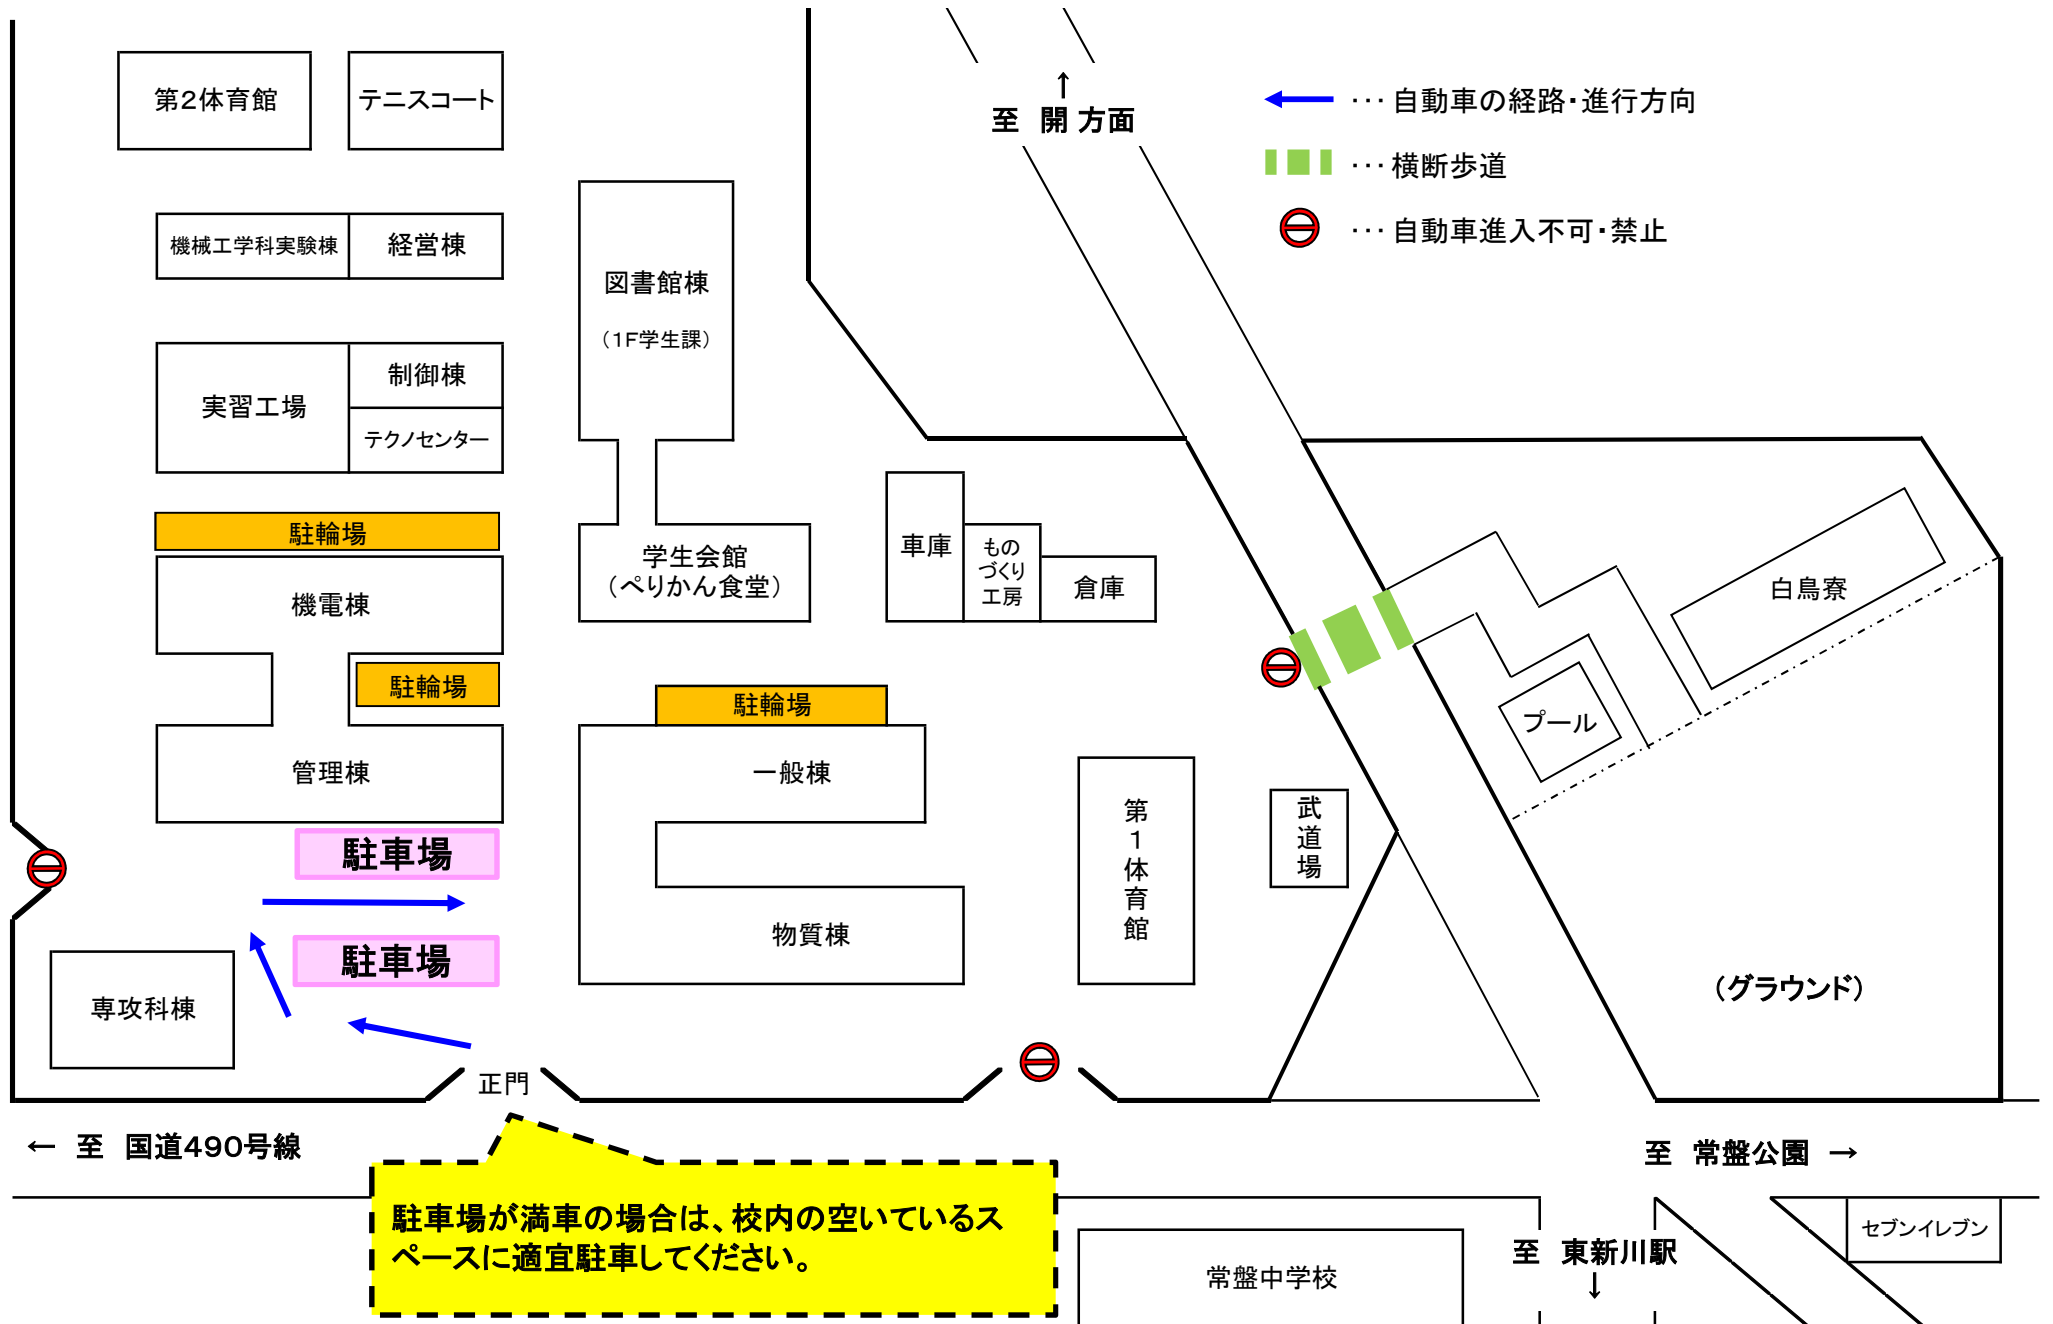 第2体育館
テニスコート
↑
至 開 方面
･･･ 自動車の経路・進行方向
･･･ 横断歩道
･･･ 自動車進入不可・禁止
機械工学科実験棟
経営棟
図書館棟
（1F学生課）
実習工場
制御棟
テクノセンター
駐輪場
機電棟
駐輪場
管理棟
学生会館
（ぺりかん食堂）
車庫
もの
づくり
工房
倉庫
白鳥寮
プール
駐輪場
一般棟
物質棟
第
1
体
育
館
武
道
場
駐車場
駐車場
専攻科棟
（グラウンド）
正門
← 至 国道490号線
至 常盤公園 →
駐車場が満車の場合は、校内の空いているス
ペースに適宜駐車してください。
常盤中学校
至 東新川駅
↓
セブンイレブン